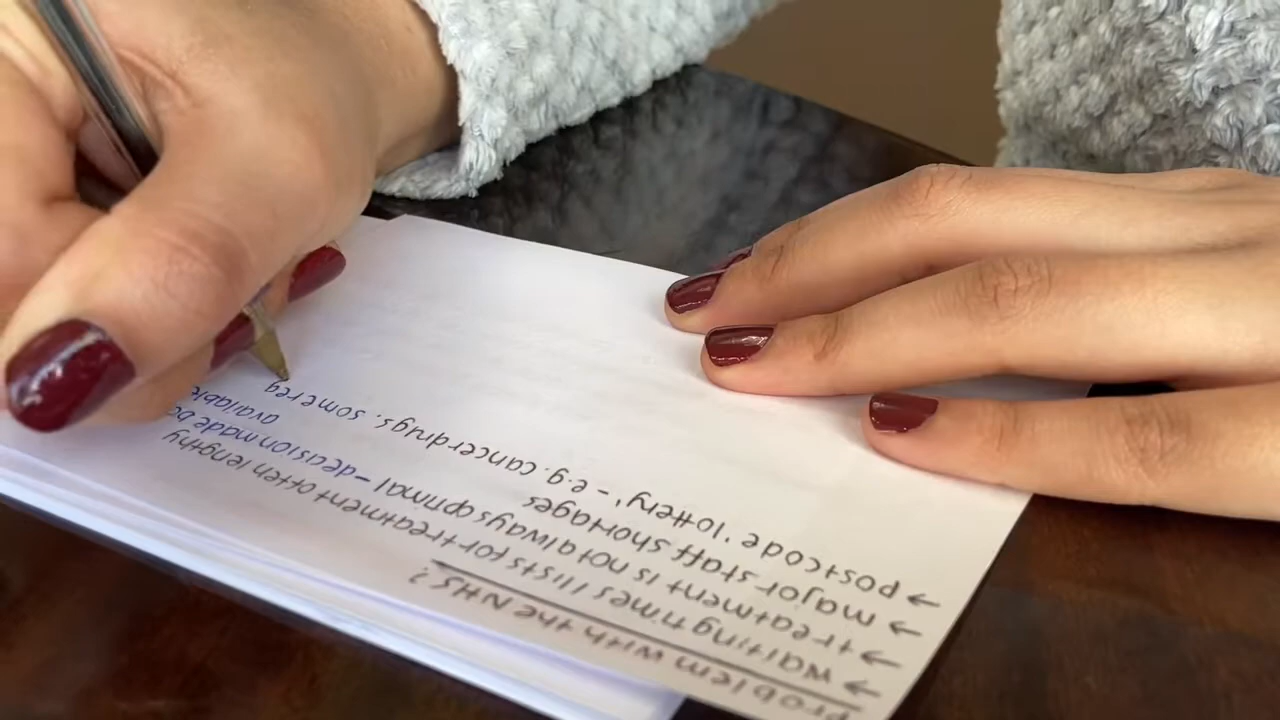 problem with the NHS?
→ waiting times / lists for treatment often lengthy
→ treatment is not always optimal - decision made
available
→ major staff shortages
→ 'postcode lottery' - e.g. cancer drugs, some reg